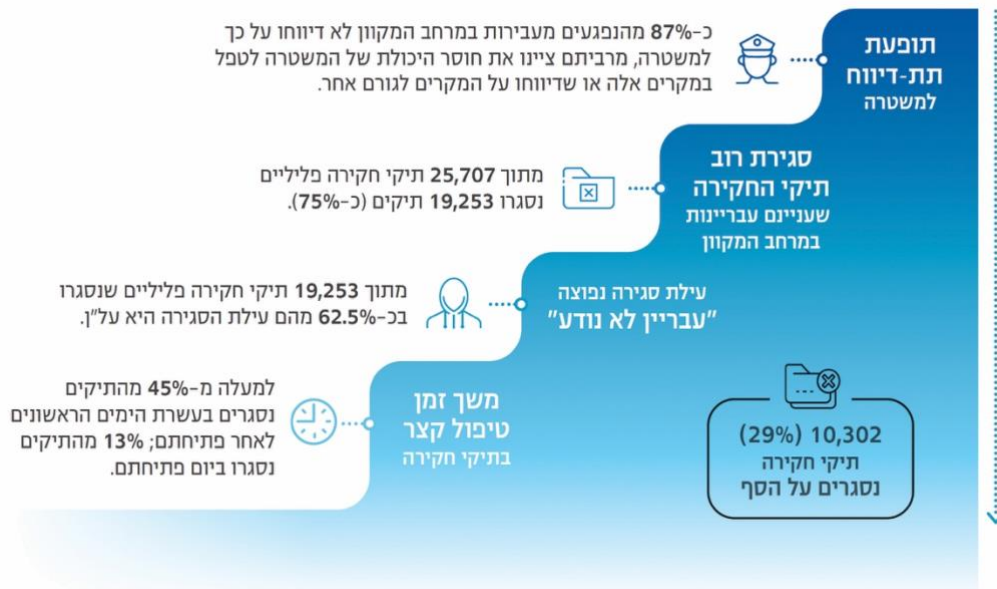 תופעת
תת-דיווח
למשטרה
כ-87% מהנפגעים מעבירות במרחב המקוון לא דיווחו על כך
למשטרה, מרביתם ציינו את חוסר היכולת של המשטרה לטפל
במקרים אלה או שדיווחו על המקרים לגורם אחר.
סגירת רוב
תיקי החקירה
שעניינם עבריינות
במרחב המקוון
מתוך 25,707 תיקי חקירה פליליים
נסגרו 19,253 תיקים (כ-75%).
עילת סגירה נפוצה
"עבריין לא נודע"
מתוך 19,253 תיקי חקירה פליליים שנסגרו
בכ-62.5% מהם עילת הסגירה היא על"ן.
משך זמן
טיפול קצר
בתיקי חקירה
למעלה מ-45% מהתיקים
נסגרים בעשרת הימים הראשונים
לאחר פתיחתם; 13% מהתיקים
נסגרו ביום פתיחתם.
10,302 (29%)
תיקי חקירה
נסגרים על הסף